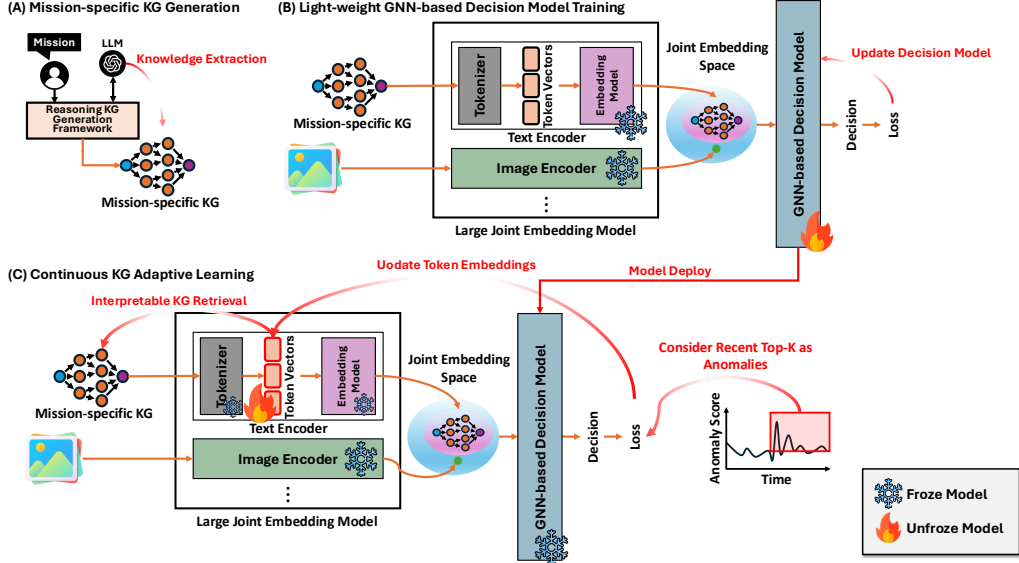 (A) Mission-specific KG Generation
Mission
LLM
Knowledge Extraction
Reasoning KG
Generation
Framework
Mission-specific KG
(B) Light-weight GNN-based Decision Model Training
Mission-specific KG
Tokenizer
Token Vectors
Embedding
Model
Text Encoder
Image Encoder
⋮
Large Joint Embedding Model
Joint Embedding
Space
GNN-based Decision Model
Decision
Loss
Update Decision Model
Model Deploy
(C) Continuous KG Adaptive Learning
Uodate Token Embeddings
Interpretable KG Retrieval
Mission-specific KG
Tokenizer
Token Vectors
Embedding
Model
Text Encoder
Image Encoder
⋮
Large Joint Embedding Model
Joint Embedding
Space
GNN-based Decision Model
Decision
Loss
Consider Recent Top-K as
Anomalies
Anomaly Score
Time
Froze Model
Unfroze Model